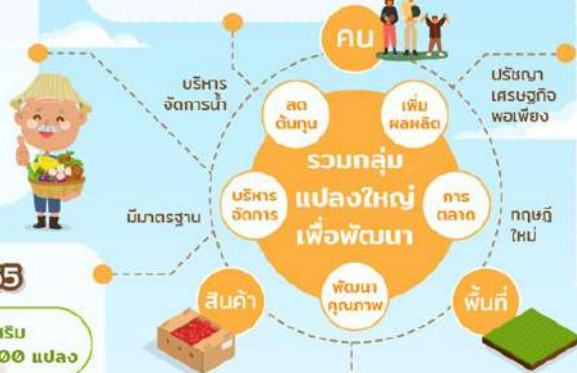 คน
บริหาร
จัดการน้ำ
ปรัชญา
เศรษฐกิจ
พอเพียง
ลด
ต้นทุน
เพิ่ม
ผลผลิต
รวมกลุ่ม
แปลงใหญ่
เพื่อพัฒนา
บริหาร
จัดการ
การ
ตลาด
มีมาตรฐาน
ทฤษฎี
ใหม่
พัฒนา
คุณภาพ
สินค้า
พื้นที่
แปลง